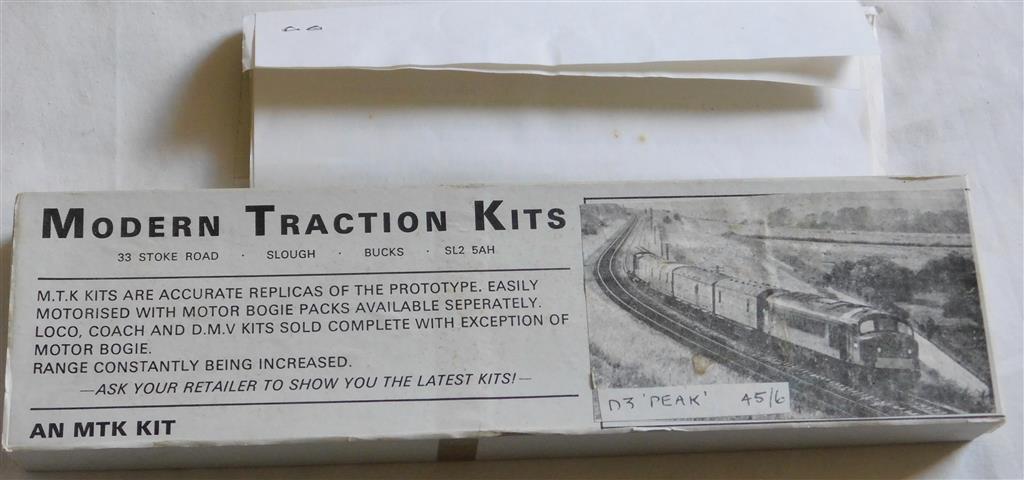 MODERN TRACTION KITS
33 STOKE ROAD · SLOUGH · BUCKS · SL2 5AH
M.T.K KITS ARE ACCURATE REPLICAS OF THE PROTOTYPE. EASILY
MOTORISED WITH MOTOR BOGIE PACKS AVAILABLE SEPERATELY.
LOCO, COACH AND D.M.V KITS SOLD COMPLETE WITH EXCEPTION OF
MOTOR BOGIE.
RANGE CONSTANTLY BEING INCREASED.
—ASK YOUR RETAILER TO SHOW YOU THE LATEST KITS!—
AN MTK KIT
D3 'PEAK' 45/6